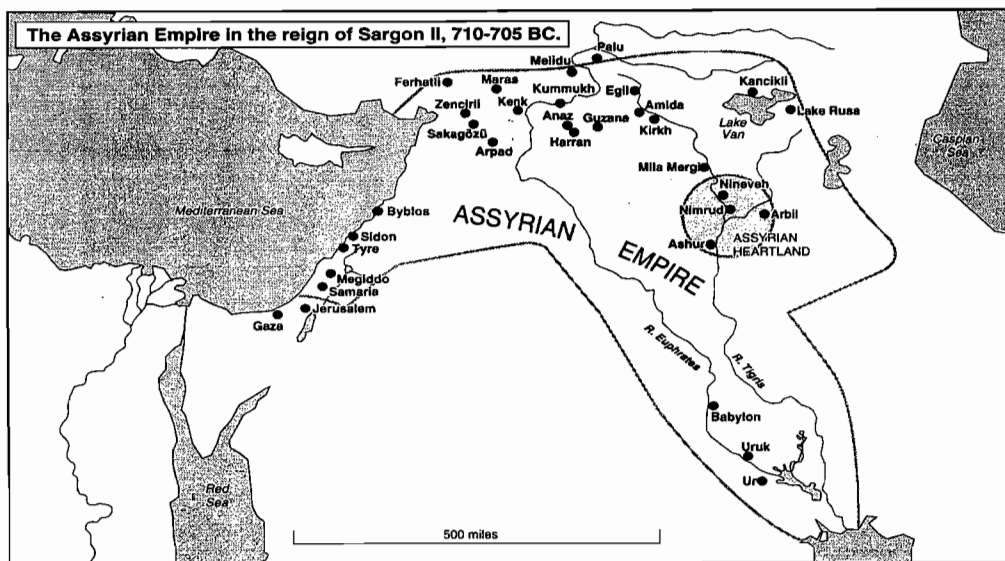 The Assyrian Empire in the reign of Sargon II, 710-705 BC.
Palu
Melidu
Ferhatli
Maras
Kummukh
Egil
Kancikli
Zencirli
Kenk
Anaz
Guzana
Amida
Lake Rusa
Sakagözü
Harran
Kirkh
Lake
Van
Arpad
Caspian
Sea
Mila Mergi
Nineveh
Mediterranean Sea
Byblos
ASSYRIAN
Nimrud
Arbil
Sidon
Tyre
EMPIRE
Ashur
ASSYRIAN
HEARTLAND
Megiddo
Samaria
Jerusalem
Gaza
R. Euphrates
R. Tigris
Babylon
Uruk
Ur
Red
Sea
500 miles